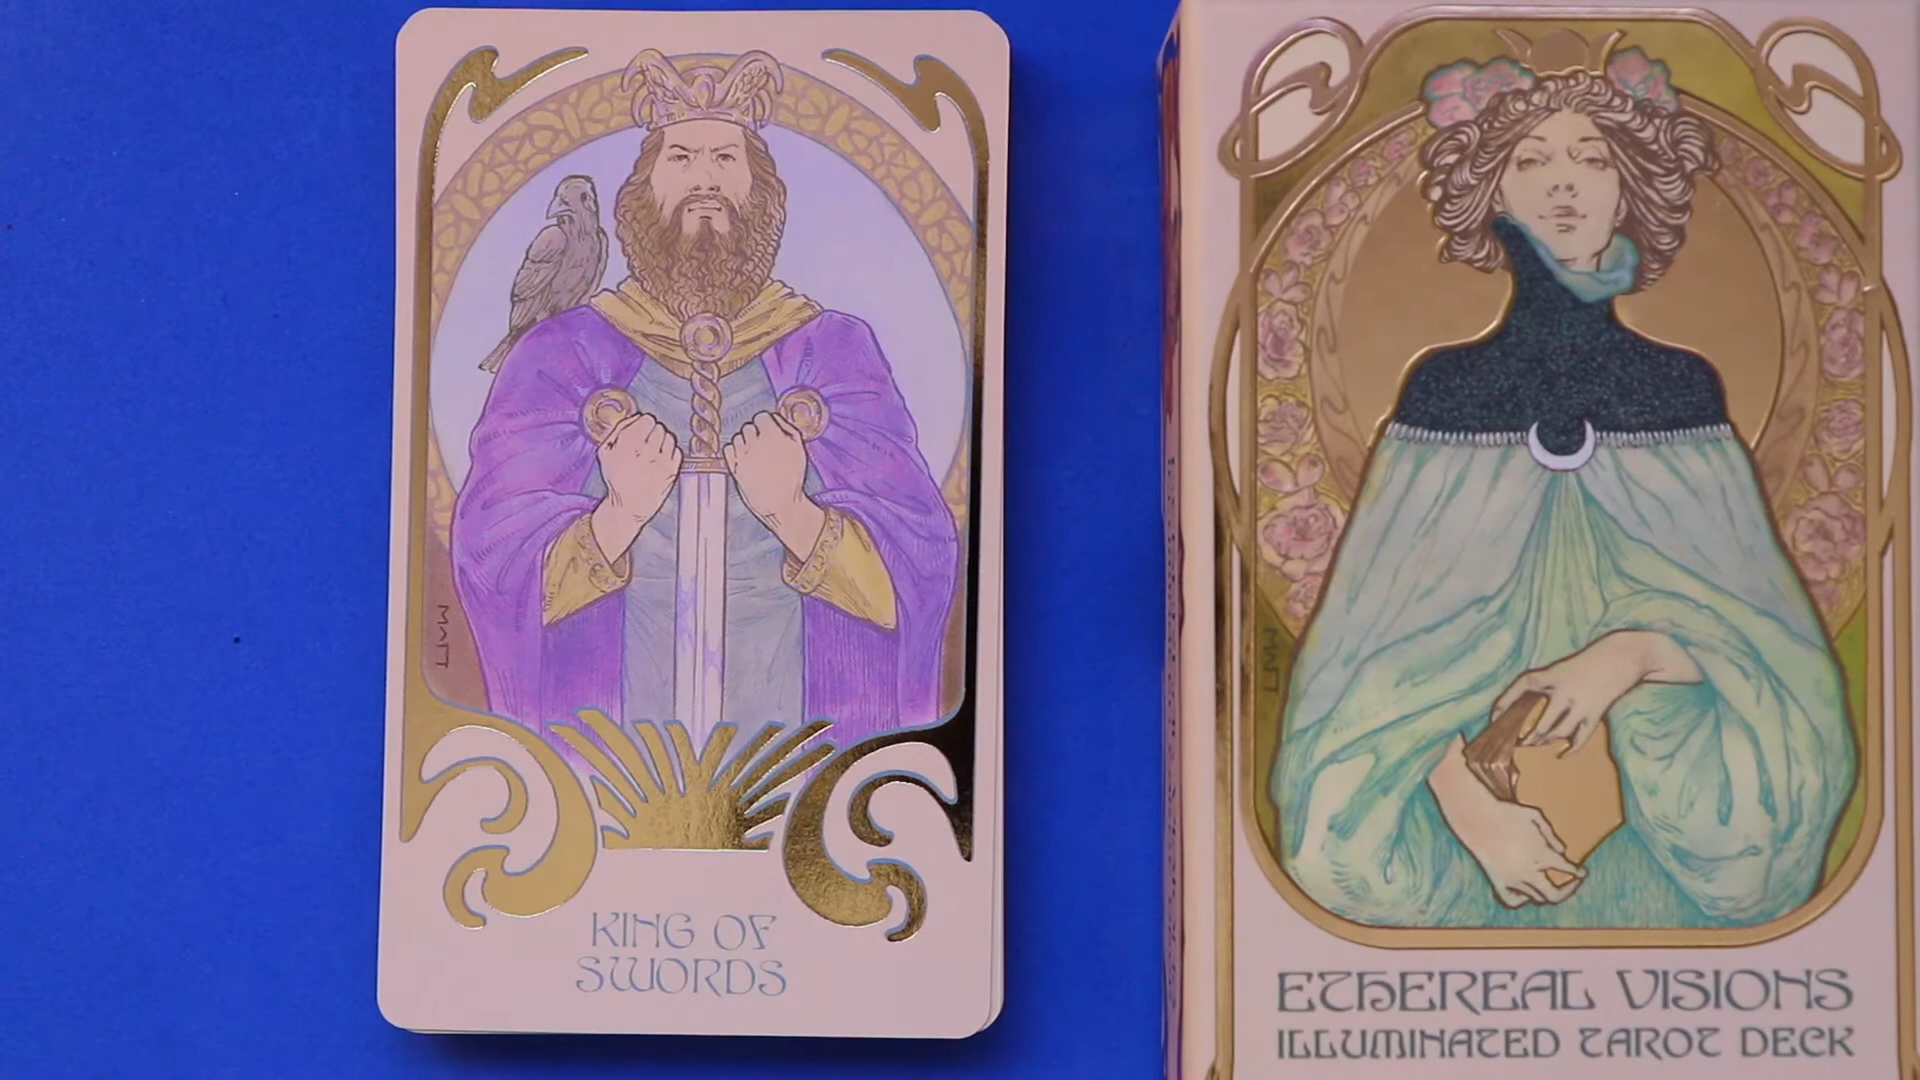 MATT
KING OF
SWORDS
MATT
ETHEREAL VISIONS
ILLUMINATED TAROT DECK